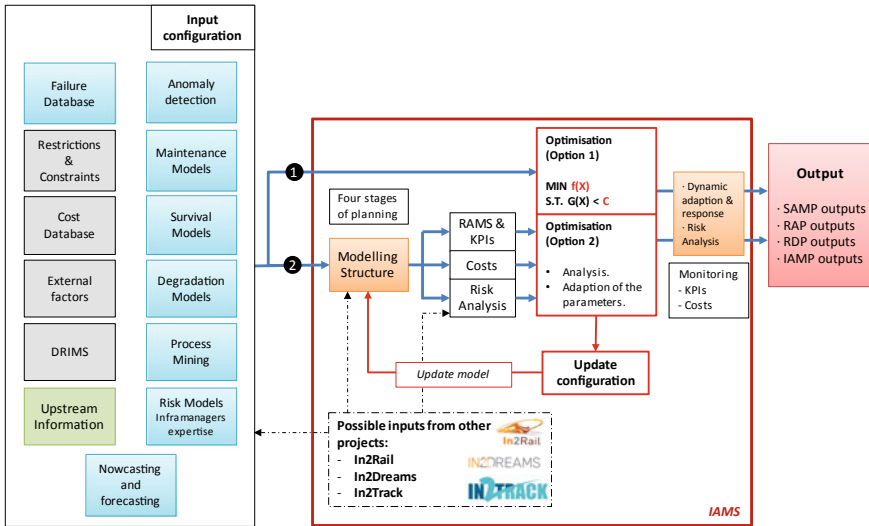 Input
configuration
Failure
Database
Anomaly
detection
Restrictions
&
Constraints
Maintenance
Models
Cost
Database
Survival
Models
External
factors
Degradation
Models
DRIMS
Process
Mining
Upstream
Information
Risk Models
Inframanagers
expertise
Nowcasting
and
forecasting
1
2
Four stages
of planning
Modelling
Structure
RAMS &
KPIs
Costs
Risk
Analysis
Optimisation
(Option 1)
MIN f(X)
S.T. G(X) < C
Optimisation
(Option 2)
• Analysis.
• Adaption of the
parameters.
· Dynamic
adaption &
response
· Risk
Analysis
Monitoring
- KPIs
- Costs
Update model
Update
configuration
Possible inputs from other
projects:
- In2Rail
- In2Dreams
- In2Track
In2Rail
IN2DREAMS
IN2TRACK
IAMS
Output
· SAMP outputs
· RAP outputs
· RDP outputs
· IAMP outputs